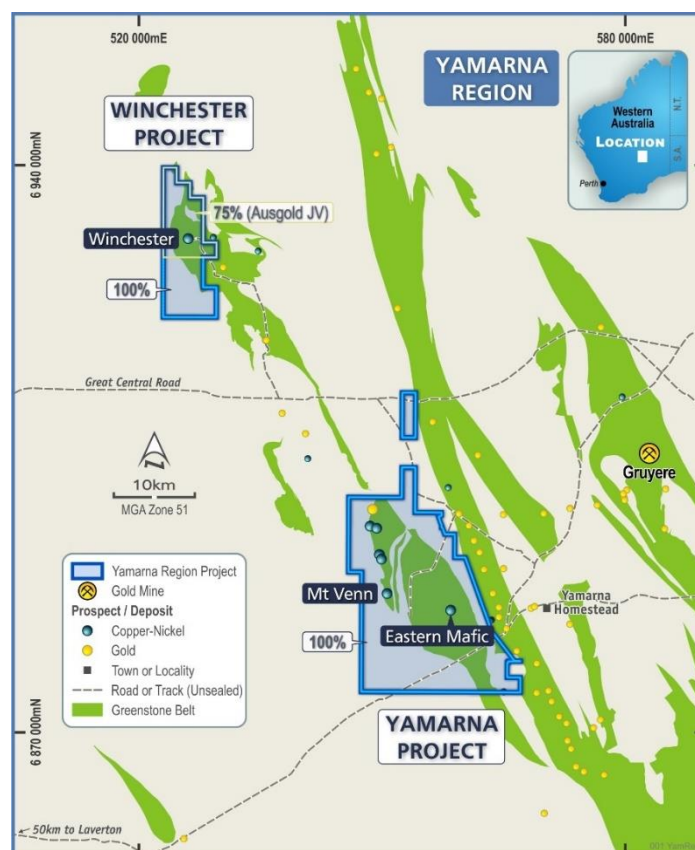 520 000mE
580 000mE
YAMARNA
REGION
Western
Australia
LOCATION
N.T.
S.A.
Perth
WINCHESTER
PROJECT
6 940 000mN
75% (Ausgold JV)
Winchester
100%
Great Central Road
10km
MGA Zone 51
Gruyere
Yamarna Region Project
Gold Mine
Prospect / Deposit
Copper-Nickel
Gold
Town or Locality
Road or Track (Unsealed)
Greenstone Belt
Mt Venn
Yamarna
Homestead
Eastern Mafic
100%
YAMARNA
PROJECT
6 870 000mN
50km to Laverton